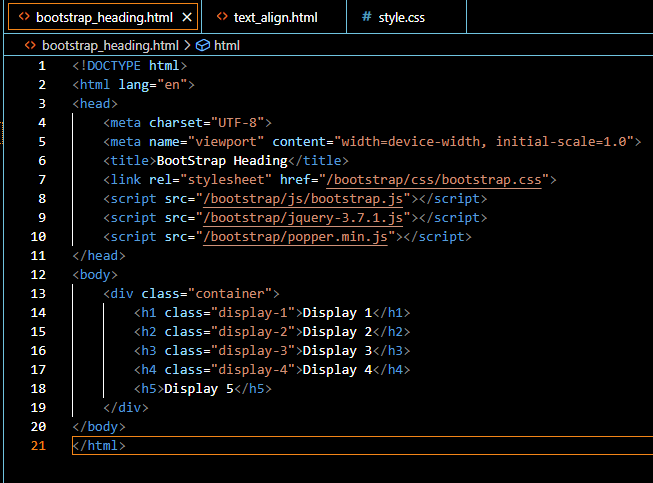 bootstrap_heading.html text_align.html style.css
bootstrap_heading.html > html
1 <!DOCTYPE html>
2 <html lang="en">
3 <head>
4 <meta charset="UTF-8">
5 <meta name="viewport" content="width=device-width, initial-scale=1.0">
6 <title>BootStrap Heading</title>
7 <link rel="stylesheet" href="/bootstrap/css/bootstrap.css">
8 <script src="/bootstrap/js/bootstrap.js"></script>
9 <script src="/bootstrap/jquery-3.7.1.js"></script>
10 <script src="/bootstrap/popper.min.js"></script>
11 </head>
12 <body>
13 <div class="container">
14 <h1 class="display-1">Display 1</h1>
15 <h2 class="display-2">Display 2</h2>
16 <h3 class="display-3">Display 3</h3>
17 <h4 class="display-4">Display 4</h4>
18 <h5>Display 5</h5>
19 </div>
20 </body>
21 </html>